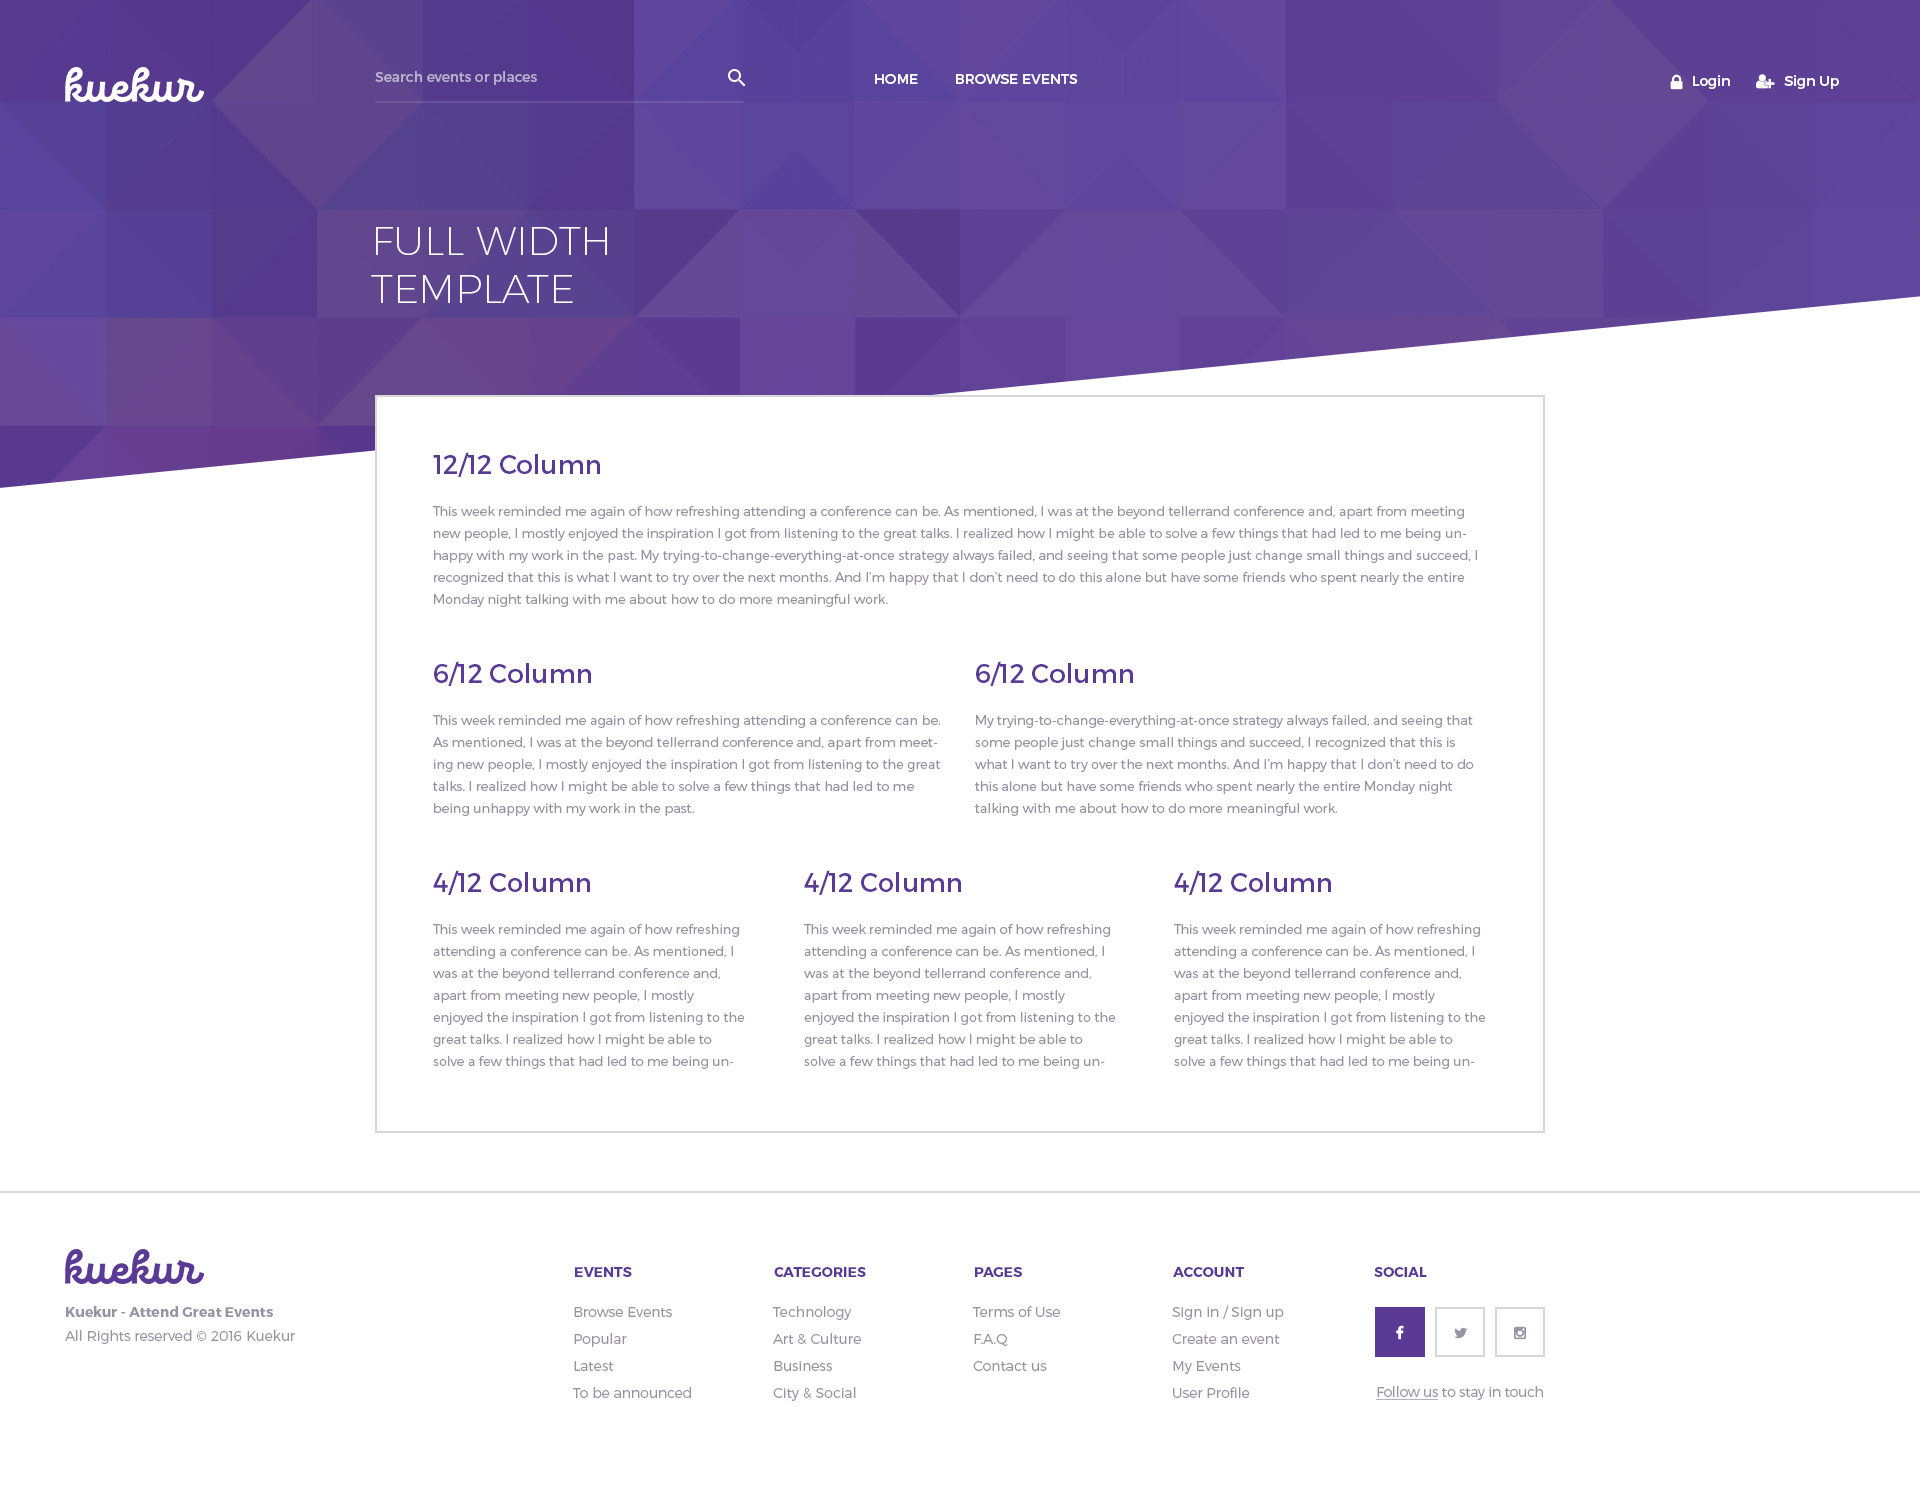 kuekur
Search events or places
HOME
BROWSE EVENTS
Login
Sign Up
FULL WIDTH
TEMPLATE
12/12 Column
This week reminded me again of how refreshing attending a conference can be. As mentioned, I was at the beyond tellerrand conference and, apart from meeting
new people, I mostly enjoyed the inspiration I got from listening to the great talks. I realized how I might be able to solve a few things that had led to me being un-
happy with my work in the past. My trying-to-change-everything-at-once strategy always failed, and seeing that some people just change small things and succeed, I
recognized that this is what I want to try over the next months. And I'm happy that I don't need to do this alone but have some friends who spent nearly the entire
Monday night talking with me about how to do more meaningful work.
6/12 Column
This week reminded me again of how refreshing attending a conference can be.
As mentioned, I was at the beyond tellerrand conference and, apart from meet-
ing new people, I mostly enjoyed the inspiration I got from listening to the great
talks. I realized how I might be able to solve a few things that had led to me
being unhappy with my work in the past.
6/12 Column
My trying-to-change-everything-at-once strategy always failed, and seeing that
some people just change small things and succeed, I recognized that this is
what I want to try over the next months. And I'm happy that I don't need to do
this alone but have some friends who spent nearly the entire Monday night
talking with me about how to do more meaningful work.
4/12 Column
This week reminded me again of how refreshing
attending a conference can be. As mentioned, I
was at the beyond tellerrand conference and,
apart from meeting new people, I mostly
enjoyed the inspiration I got from listening to the
great talks. I realized how I might be able to
solve a few things that had led to me being un-
4/12 Column
This week reminded me again of how refreshing
attending a conference can be. As mentioned, I
was at the beyond tellerrand conference and,
apart from meeting new people, I mostly
enjoyed the inspiration I got from listening to the
great talks. I realized how I might be able to
solve a few things that had led to me being un-
4/12 Column
This week reminded me again of how refreshing
attending a conference can be. As mentioned, I
was at the beyond tellerrand conference and,
apart from meeting new people, I mostly
enjoyed the inspiration I got from listening to the
great talks. I realized how I might be able to
solve a few things that had led to me being un-
kuekur
Kuekur - Attend Great Events
All Rights reserved © 2016 Kuekur
EVENTS
Browse Events
Popular
Latest
To be announced
CATEGORIES
Technology
Art & Culture
Business
City & Social
PAGES
Terms of Use
F.A.Q
Contact us
ACCOUNT
Sign in / Sign up
Create an event
My Events
User Profile
SOCIAL
Follow us to stay in touch